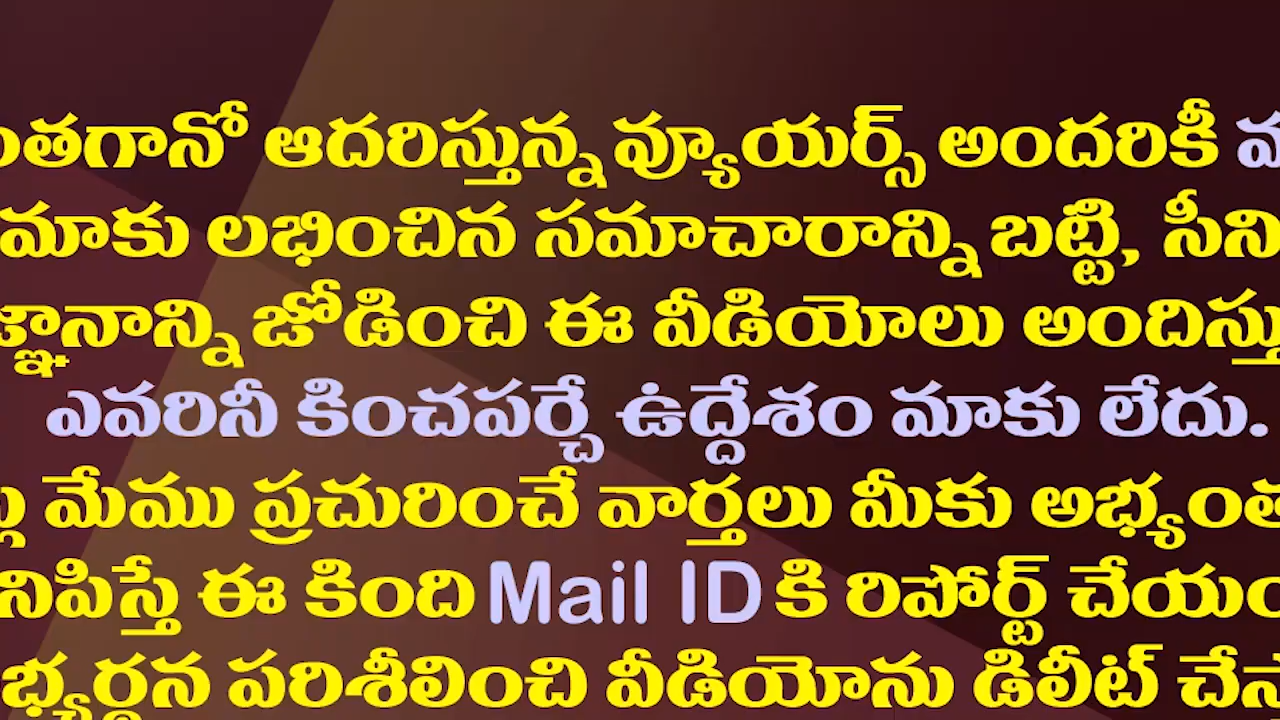 ంతగానో ఆదరిస్తున్న వ్యూయర్స్ అందరికీ
మాకు లభించిన సమాచారాన్ని బట్టి, సీని
జ్ఞానాన్ని జోడించి ఈ వీడియోలు అందిస్తు
ఎవరినీ కించపర్చే ఉద్దేశం మాకు లేదు.
మేము ప్రచురించే వార్తలు మీకు అభ్యంత
నిపిస్తే ఈ కింది Mail ID కి రిపోర్ట్ చేయం
భ్యర్థన పరిశీలించి వీడియోను డిలీట్ చేస